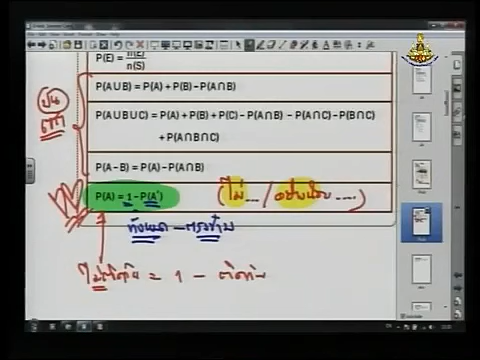 P(E) = n(E)
n(S)
P(A∪B) = P(A) + P(B) – P(A∩B)
P(A∪B∪C) = P(A) + P(B) + P(C) – P(A∩B) – P(A∩C) – P(B∩C)
+ P(A∩B∩C)
P(A–B) = P(A) – P(A∩B)
P(A) = 1–P(A') (ไม่... / อย่างน้อย....)
ทั้งหมด – ตรงข้าม
= 1 –